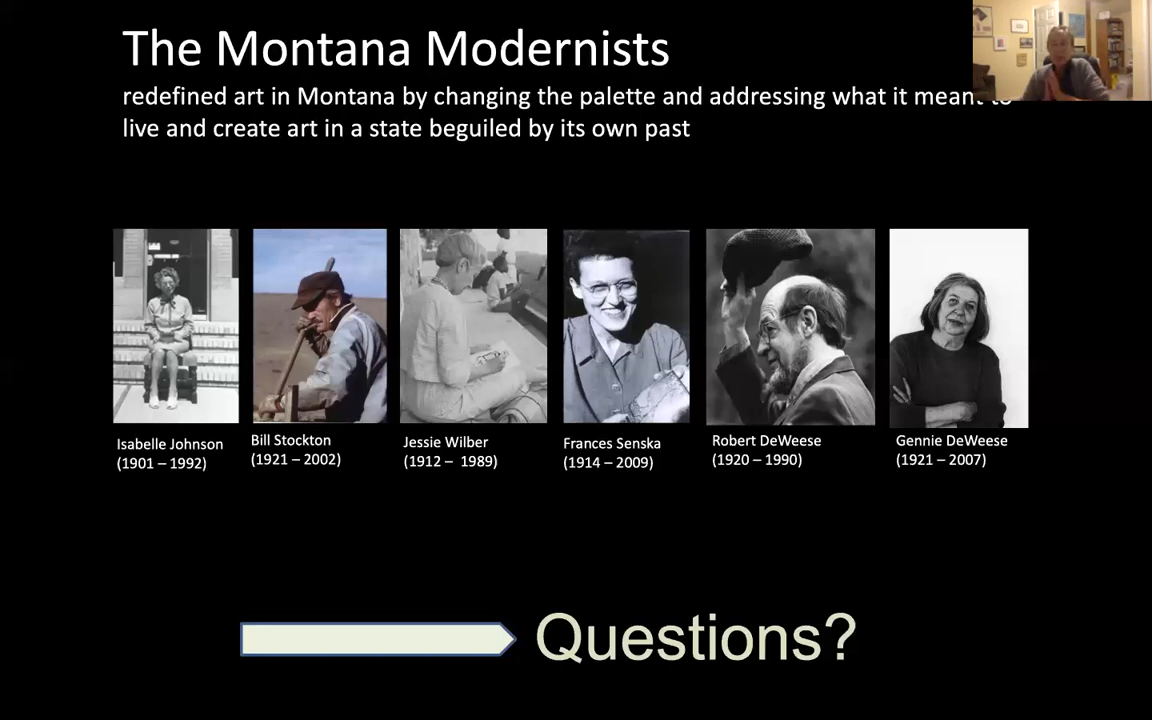 The Montana Modernists
redefined art in Montana by changing the palette and addressing what it meant to
live and create art in a state beguiled by its own past
Isabelle Johnson
(1901 – 1992)
Bill Stockton
(1921 – 2002)
Jessie Wilber
(1912 –  1989)
Frances Senska
(1914 – 2009)
Robert DeWeese
(1920 – 1990)
Gennie DeWeese
(1921 – 2007)
Questions?